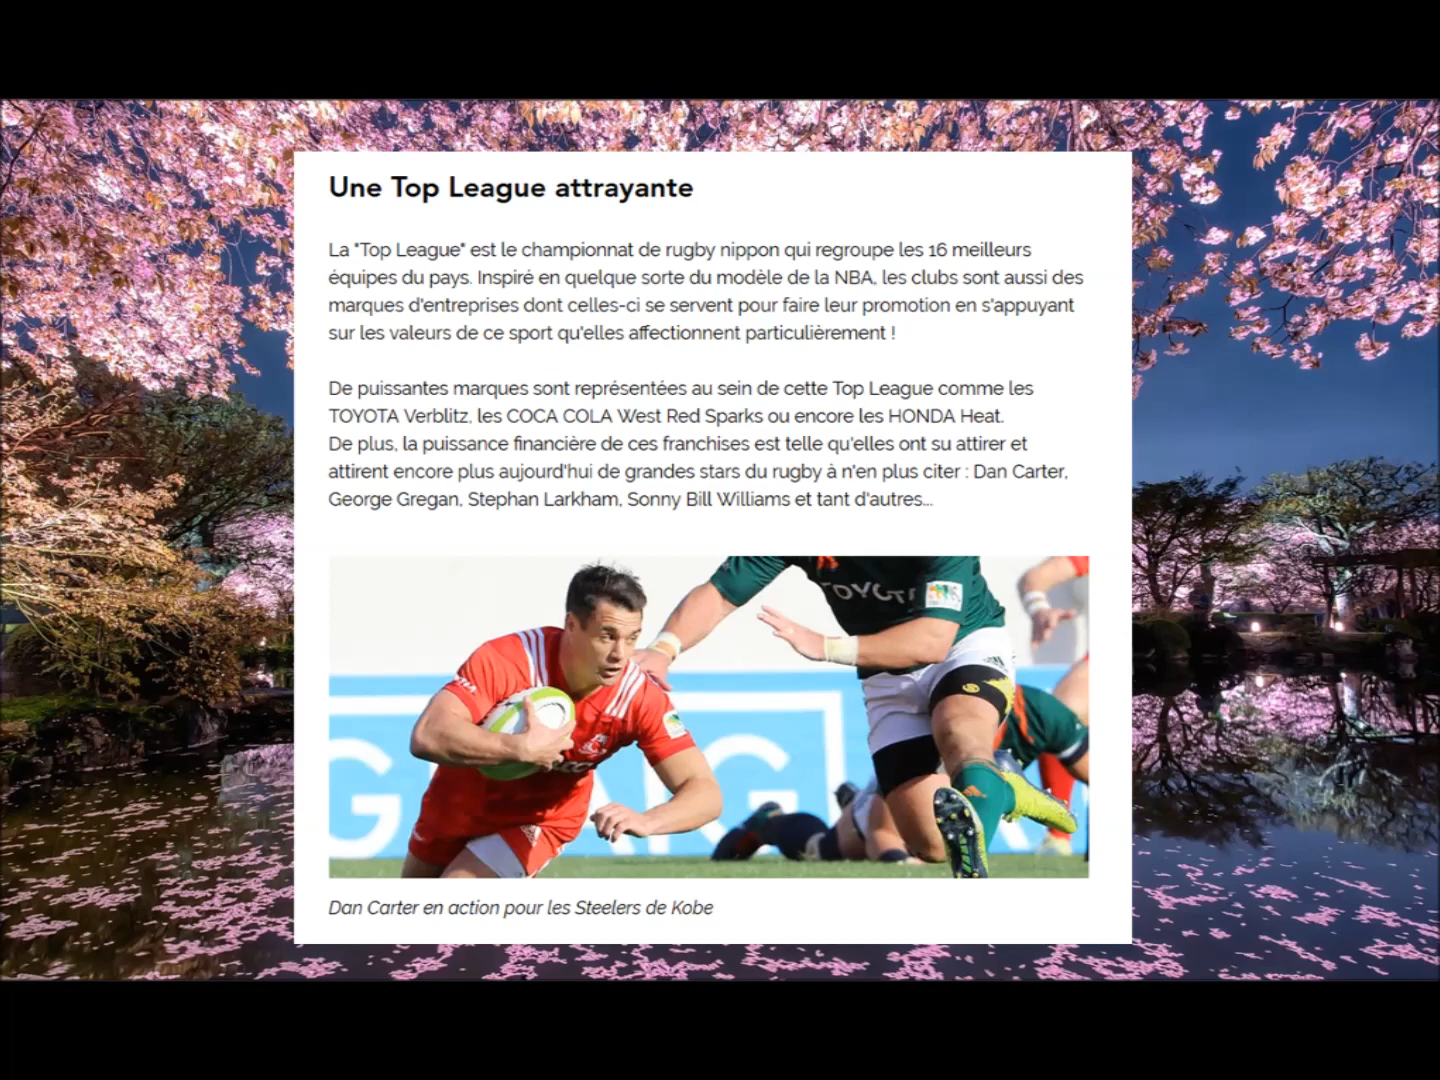 Une Top League attrayante
La "Top League" est le championnat de rugby nippon qui regroupe les 16 meilleurs
équipes du pays. Inspiré en quelque sorte du modèle de la NBA, les clubs sont aussi des
marques d'entreprises dont celles-ci se servent pour faire leur promotion en s'appuyant
sur les valeurs de ce sport qu'elles affectionnent particulièrement !
De puissantes marques sont représentées au sein de cette Top League comme les
TOYOTA Verblitz, les COCA COLA West Red Sparks ou encore les HONDA Heat.
De plus, la puissance financière de ces franchises est telle qu'elles ont su attirer et
attirent encore plus aujourd'hui de grandes stars du rugby à n'en plus citer : Dan Carter,
George Gregan, Stephan Larkham, Sonny Bill Williams et tant d'autres...
TOYOTA
Dan Carter en action pour les Steelers de Kobe